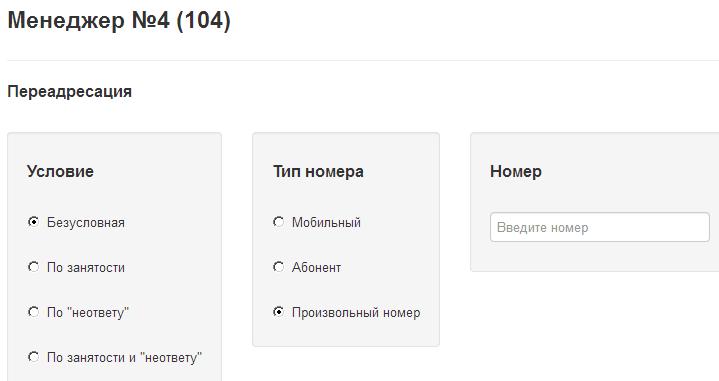 Менеджер №4 (104)
Переадресация
Условие
Безусловная
По занятости
По "неответу"
По занятости и "неответу"
Тип номера
Мобильный
Абонент
Произвольный номер
Номер
Введите номер